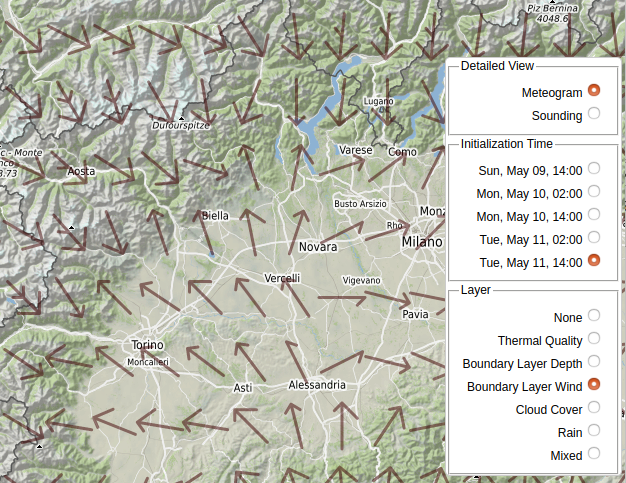 Piz Bernina
4048.6
Detailed View
Meteogram
Sounding
Lugano
Dufourspitze
Initialization Time
Varese
Como
c - Monte
nco
3.73
Aosta
Sun, May 09, 14:00
Mon, May 10, 02:00
Mon, May 10, 14:00
Tue, May 11, 02:00
Tue, May 11, 14:00
Busto Arsizio
Biella
Monz
Rho
Milano
Novara
Vercelli
Vigevano
Layer
Pavia
None
Thermal Quality
Boundary Layer Depth
Boundary Layer Wind
Cloud Cover
Rain
Mixed
Torino
Moncalieri
Asti
Alessandria